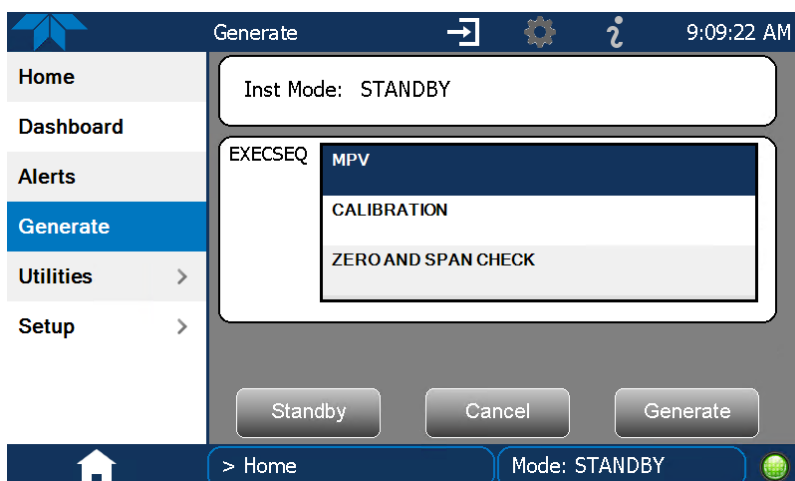 Generate
9:09:22 AM
Home
Dashboard
Alerts
Generate
Utilities >
Setup >
Inst Mode: STANDBY
EXECSEQ
MPV
CALIBRATION
ZERO AND SPAN CHECK
Standby
Cancel
Generate
> Home
Mode: STANDBY